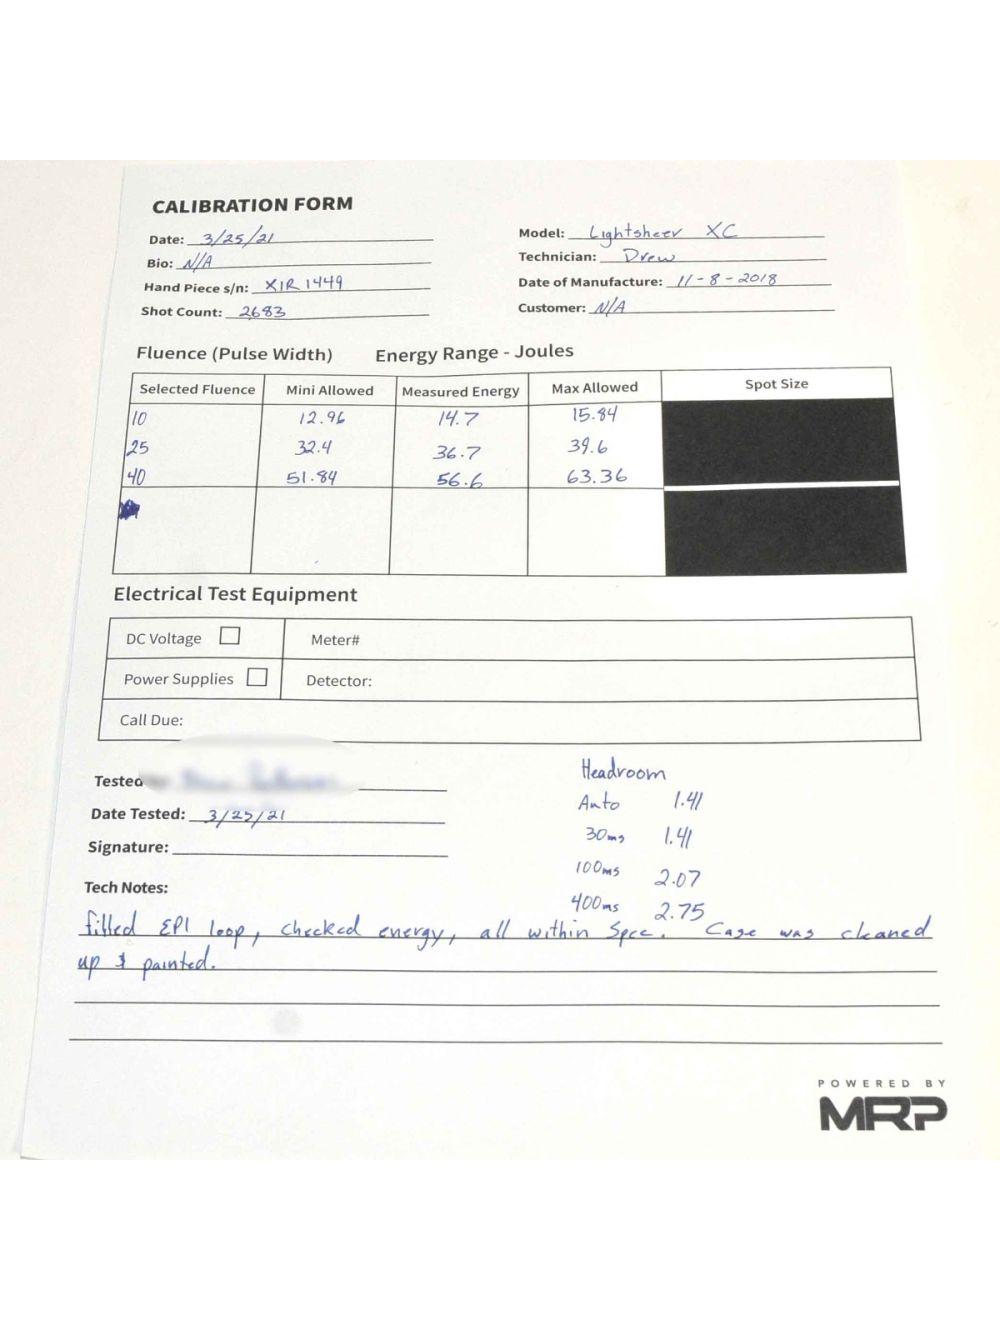 CALIBRATION FORM
Date: 3/25/21
Model: Lightsheer XC
Bio: N/A
Technician: Drew
Hand Piece s/n: XIR1449
Date of Manufacture: 11-8-2018
Shot Count: 2683
Customer: N/A
Fluence (Pulse Width) Energy Range - Joules
Selected Fluence Mini Allowed Measured Energy Max Allowed Spot Size
10 12.96 14.7 15.84
25 32.4 36.7 39.6
40 51.84 56.6 63.36
Electrical Test Equipment
DC Voltage Meter#
Power Supplies Detector:
Call Due:
Tested
Date Tested: 3/25/21
Signature:
Headroom
Auto 1.41
30ms 1.41
100ms 2.07
400ms 2.75
Tech Notes:
filled EPI loop, checked energy, all within Spec. Case was cleaned
up & painted.
POWERED BY
MRP